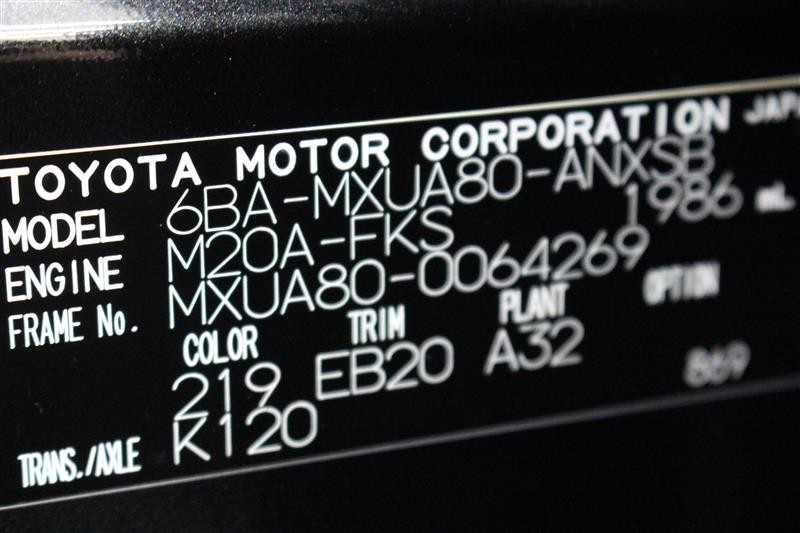 TOYOTA MOTOR CORPORATION JAPAN
MODEL 6BA-MXUA80-ANXSB
ENGINE M20A-FKS 1986 mL
FRAME No. MXUA80-0064269
COLOR TRIM PLANT OPTION
219 EB20 A32 869
TRANS./AXLE K120